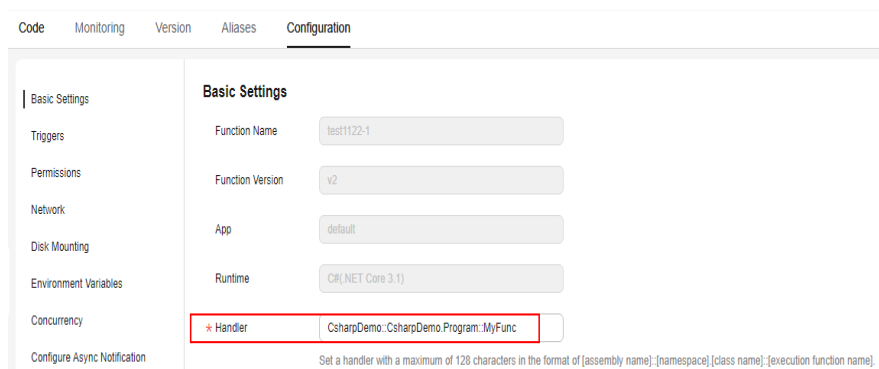 Code Monitoring Version Aliases Configuration
Basic Settings
Triggers
Permissions
Network
Disk Mounting
Environment Variables
Concurrency
Configure Async Notification
Basic Settings
Function Name test1122-1
Function Version v2
App default
Runtime C#(.NET Core 3.1)
* Handler CsharpDemo::CsharpDemo.Program::MyFunc
Set a handler with a maximum of 128 characters in the format of [assembly name]::[namespace].[class name]::[execution function name].